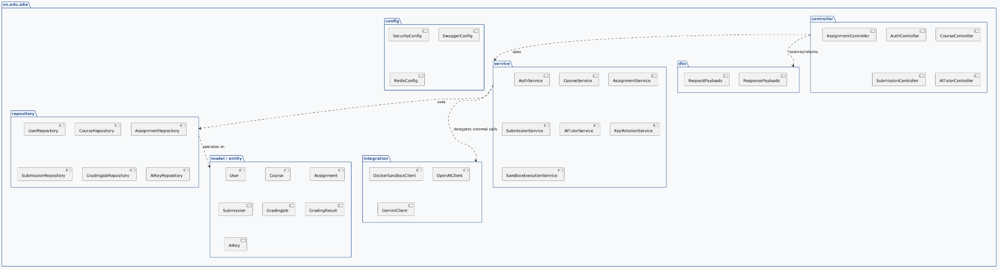 vn.edu.aita
config
SecurityConfig
SwaggerConfig
RedisConfig
controller
AssignmentController
AuthController
CourseController
SubmissionController
AITutorController
uses
receives/returns
service
AuthService
CourseService
AssignmentService
SubmissionService
AITutorService
KeyRotationService
SandboxExecutionService
dto
RequestPayloads
ResponsePayloads
uses
delegates external calls
repository
UserRepository
CourseRepository
AssignmentRepository
SubmissionRepository
GradingJobRepository
AIKeyRepository
operates on
model / entity
User
Course
Assignment
Submission
GradingJob
GradingResult
AIKey
integration
DockerSandboxClient
OpenAIClient
GeminiClient